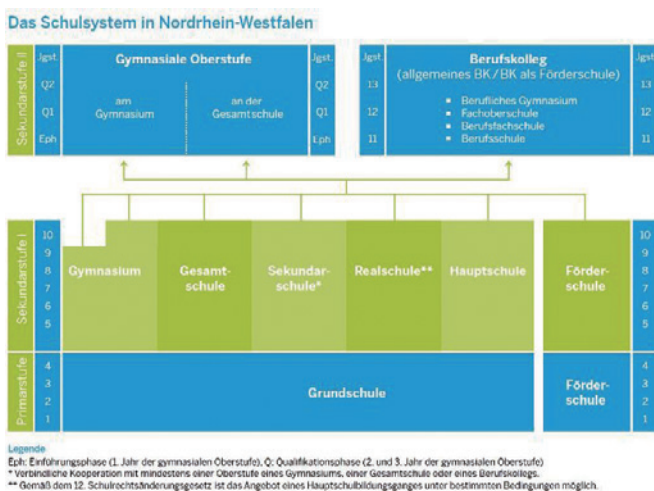 Das Schulsystem in Nordrhein-Westfalen
Sekundarstufe II
Jgst.
Q2
Q1
Eph
Gymnasiale Oberstufe
am
Gymnasium
an der
Gesamtschule
Jgst.
Q2
Q1
Eph
Jgst.
13
12
11
Berufskolleg
(allgemeines BK/BK als Förderschule)
Berufliches Gymnasium
Fachoberschule
Berufsfachschule
Berufsschule
Jgst.
13
12
11
Sekundarstufe I
10
9
8
7
6
5
Gymnasium
Gesamt-
schule
Sekundar-
schule*
Realschule**
Hauptschule
Förder-
schule
10
9
8
7
6
5
Primarstufe
4
3
2
1
Grundschule
Förder-
schule
4
3
2
1
Legende
Eph: Einführungsphase (1. Jahr der gymnasialen Oberstufe), Q: Qualifikationsphase (2. und 3. Jahr der gymnasialen Oberstufe)
* Verbindliche Kooperation mit mindestens einer Oberstufe eines Gymnasiums, einer Gesamtschule oder eines Berufskollegs.
** Gemäß dem 12. Schulrechtsänderungsgesetz ist das Angebot eines Hauptschulbildungsganges unter bestimmten Bedingungen möglich.